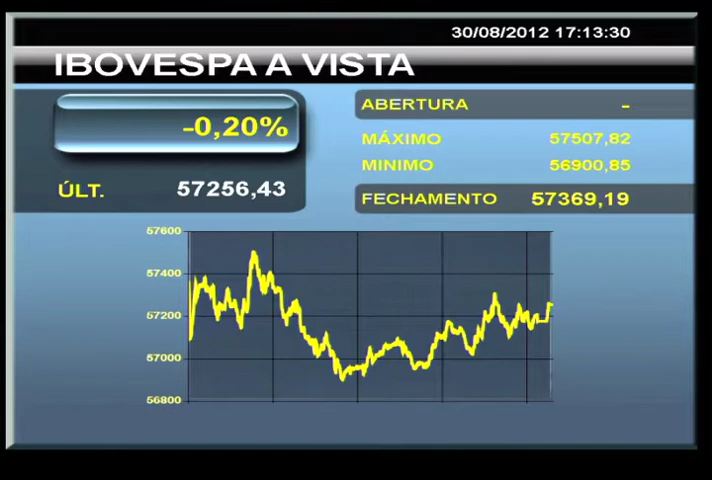 30/08/2012 17:13:30
IBOVESPA A VISTA
-0,20%
ÚLT. 57256,43
ABERTURA -
MÁXIMO 57507,82
MINIMO 56900,85
FECHAMENTO 57369,19
57600
57400
57200
57000
56800